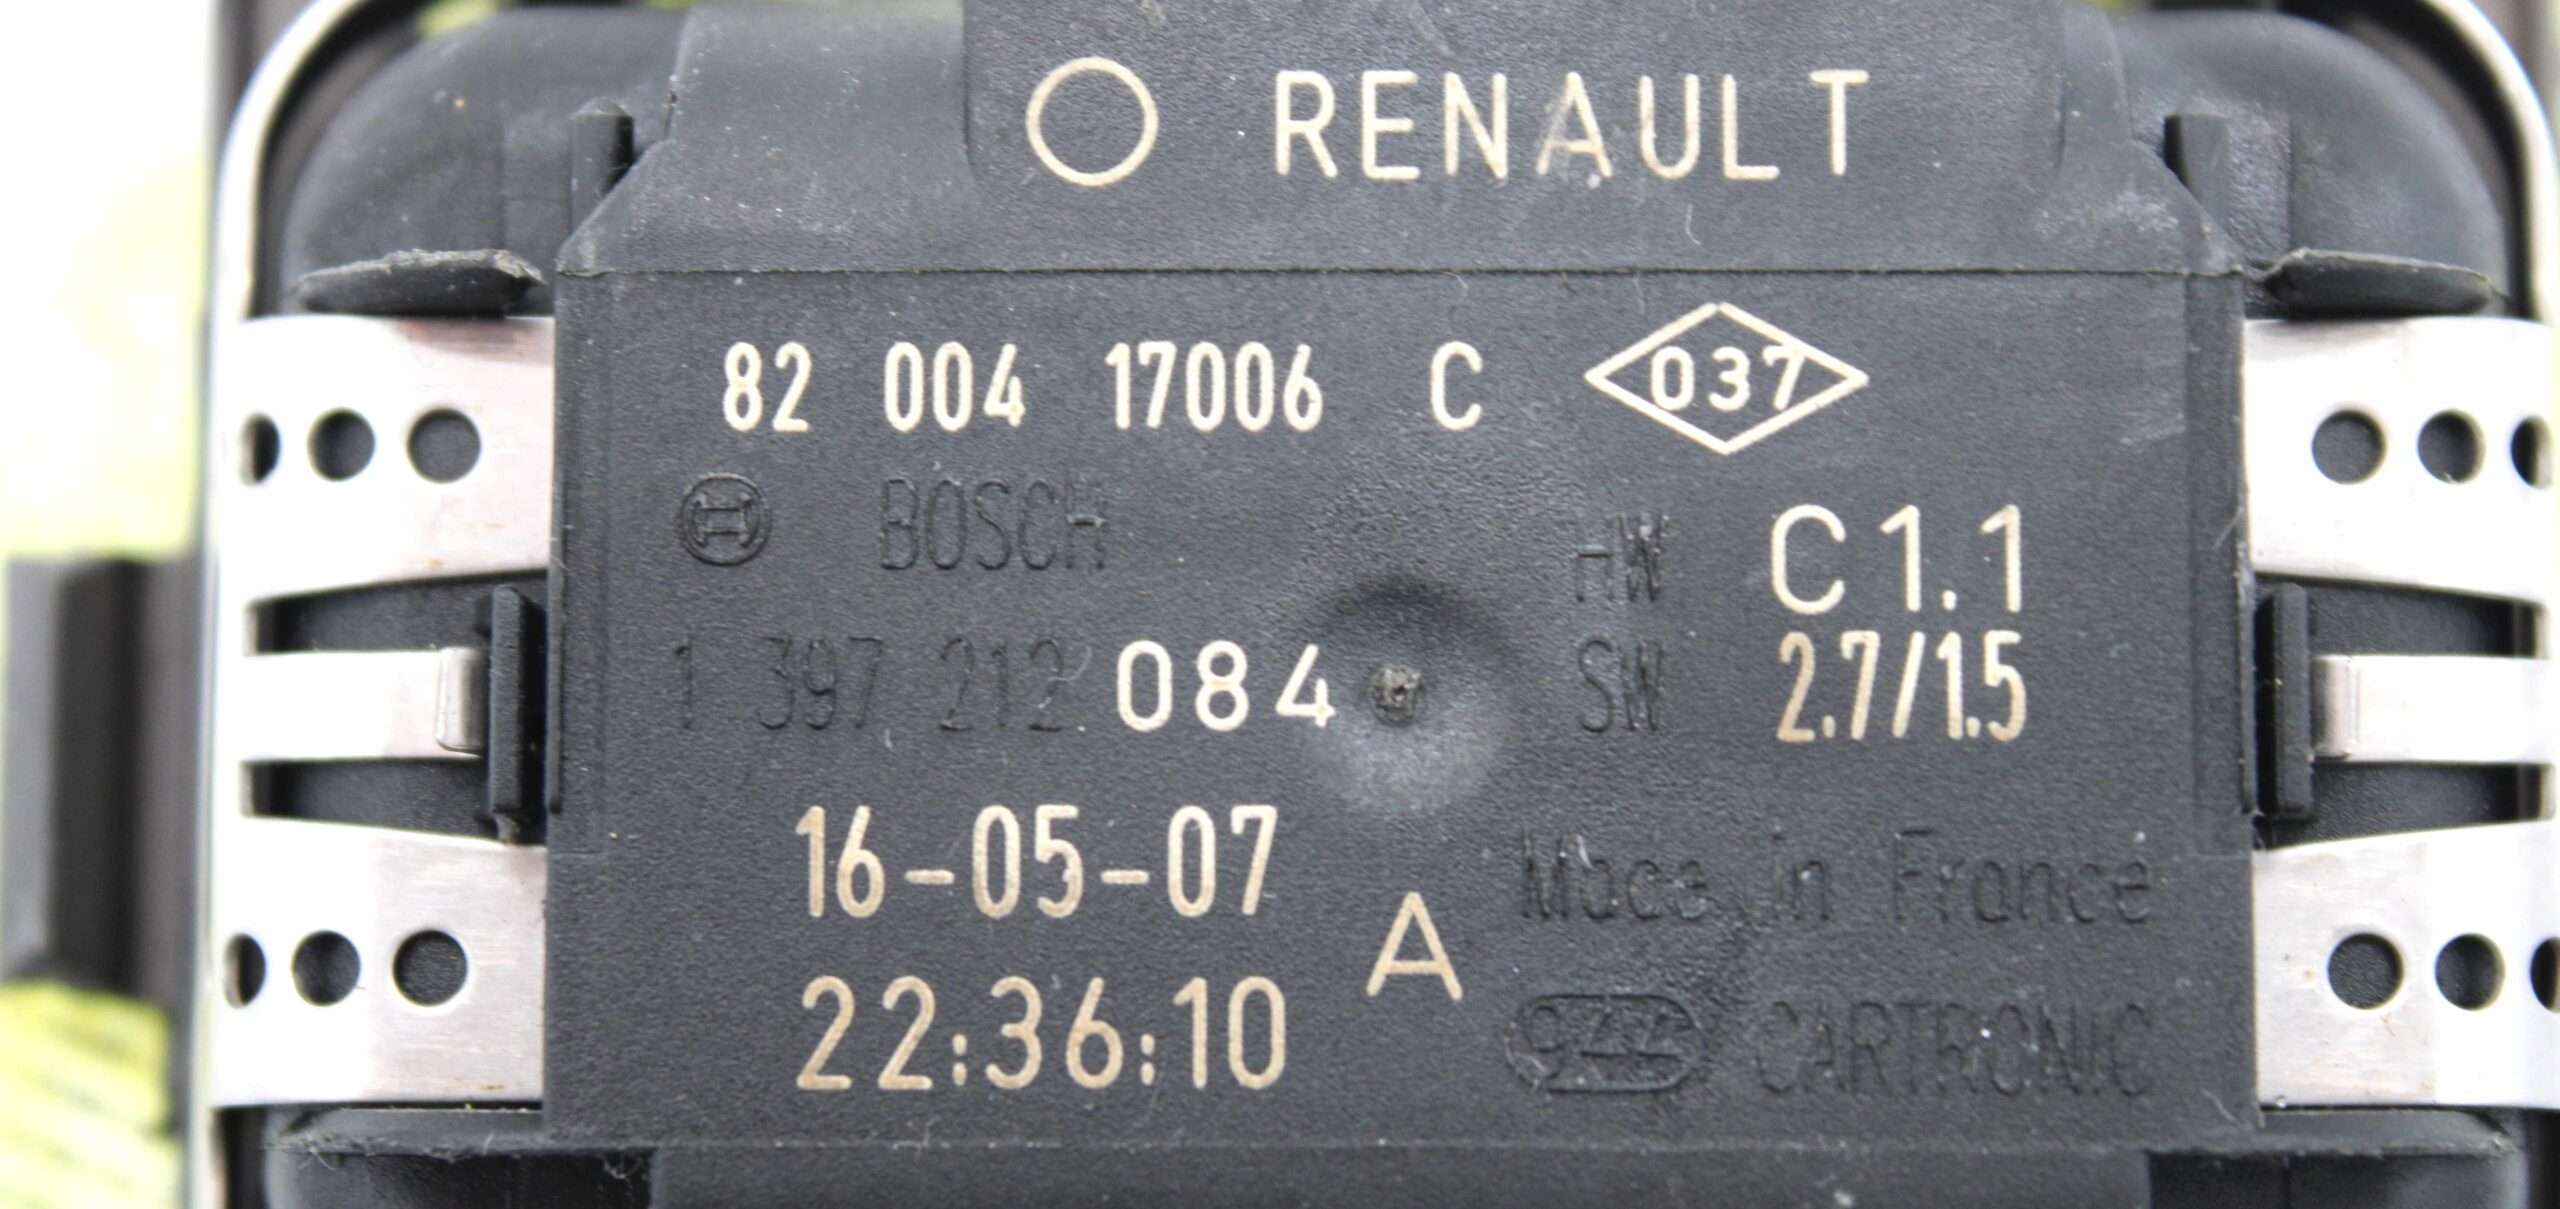 RENAULT
82 004 17006 C 037
BOSCH HW C1.1
1 397 212 084 SW 2.7/1.5
16-05-07 Made in France
A
22:36:10 CARTRONIC